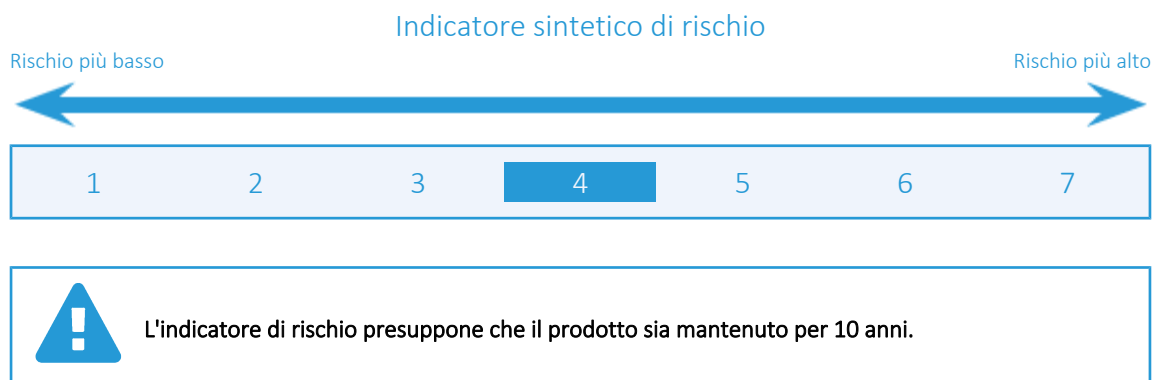 Indicatore sintetico di rischio
Rischio più basso Rischio più alto
1 2 3 4 5 6 7
L'indicatore di rischio presuppone che il prodotto sia mantenuto per 10 anni.